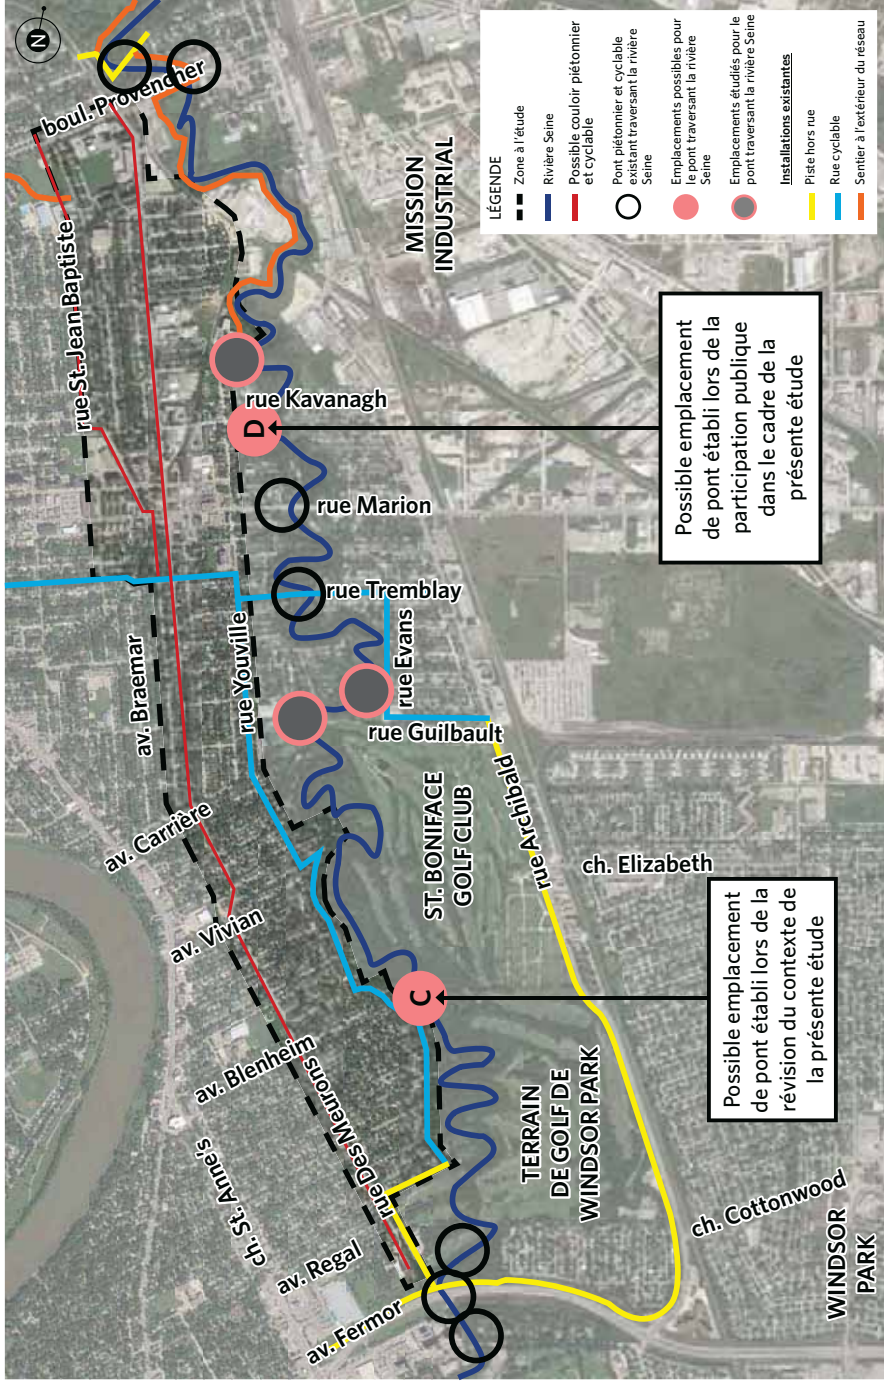 N
boul. Provencher
rue St. Jean Baptiste
MISSION
INDUSTRIAL
LÉGENDE
Zone à l'étude
Rivière Seine
Possible couloir piétonnier
et cyclable
Pont piétonnier et cyclable
existant traversant la rivière
Seine
Emplacements possibles pour
le pont traversant la rivière
Seine
Emplacements étudiés pour le
pont traversant la rivière Seine
Installations existantes
Piste hors rue
Rue cyclable
Sentier à l'extérieur du réseau
rue Kavanagh
D
rue Marion
rue Tremblay
Possible emplacement
de pont établi lors de la
participation publique
dans le cadre de la
présente étude
av. Braemar
rue Youville
rue Evans
rue Guilbault
av. Carrière
ST. BONIFACE
GOLF CLUB
rue Archibald
ch. Elizabeth
av. Vivian
C
Possible emplacement
de pont établi lors de la
révision du contexte de
la présente étude
av. Blenheim
rue Des Meurons
ch. St. Anne's
TERRAIN
DE GOLF DE
WINDSOR PARK
av. Regal
ch. Cottonwood
av. Fermor
WINDSOR
PARK